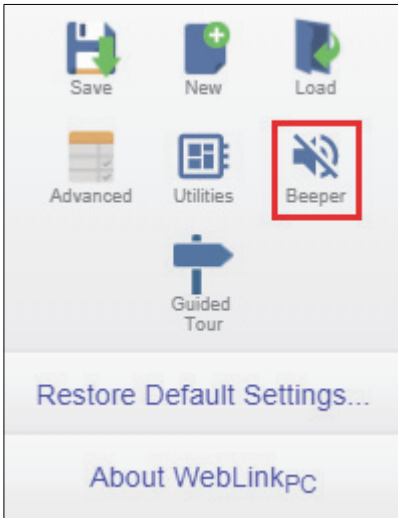 Save New Load
Advanced Utilities Beeper
Guided
Tour
Restore Default Settings...
About WebLinkPC